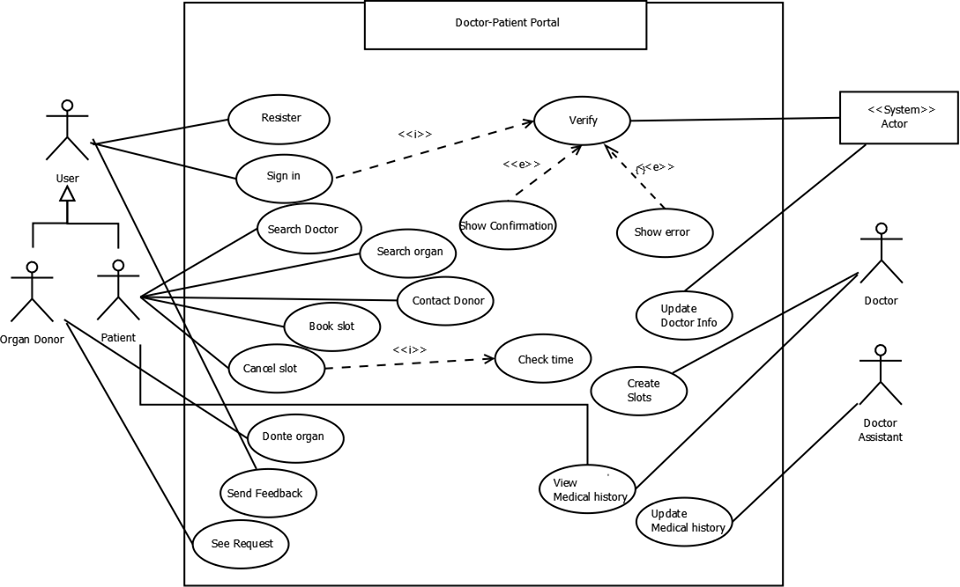 Doctor-Patient Portal
<<System>>
Actor
Resister
Verify
<<i>>
<<e>>
<<e>>
Sign in
User
Search Doctor
Show Confirmation
Show error
Search organ
Contact Donor
Doctor
Update
Doctor Info
Organ Donor
Patient
Book slot
<<i>>
Cancel slot
Check time
Create
Slots
Doctor
Assistant
Donte organ
Send Feedback
View
Medical history
Update
Medical history
See Request